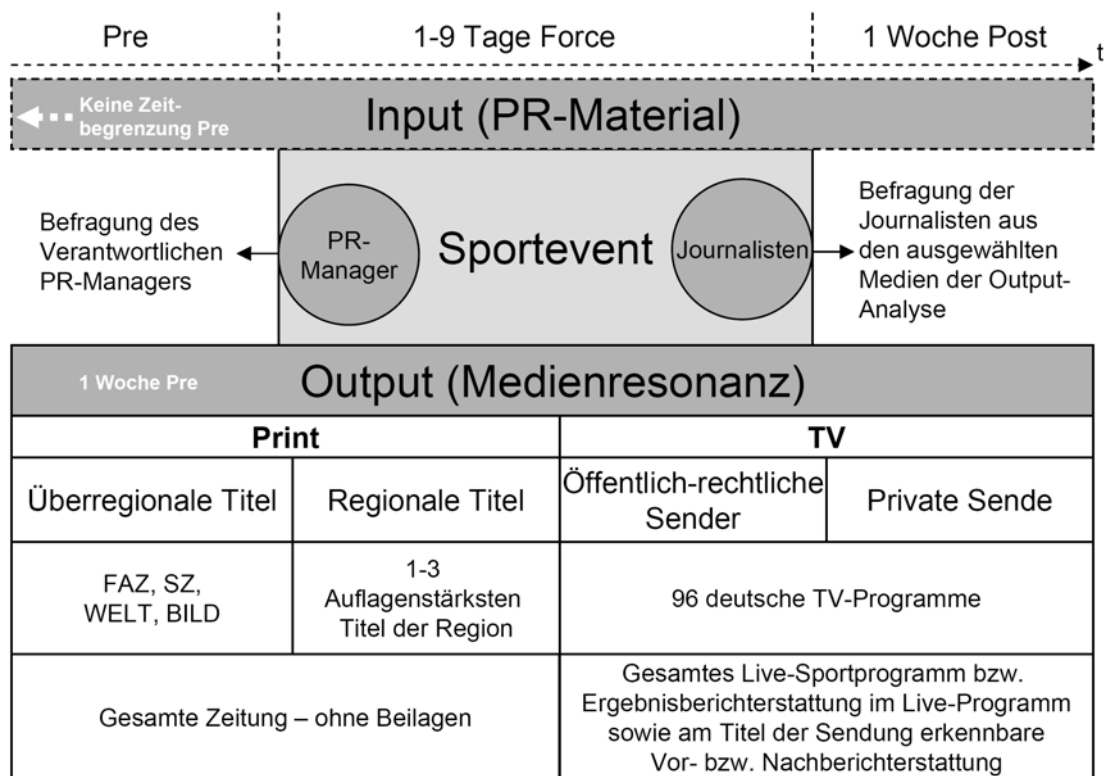 Pre
1-9 Tage Force
1 Woche Post
t
Keine Zeit-
begrenzung Pre
Input (PR-Material)
Befragung des
Verantwortlichen
PR-Managers
PR-
Manager
Sportevent
Journalisten
Befragung der
Journalisten aus
den ausgewählten
Medien der Output-
Analyse
1 Woche Pre
Output (Medienresonanz)
Print
TV
Überregionale Titel
Regionale Titel
Öffentlich-rechtliche
Sender
Private Sende
FAZ, SZ,
WELT, BILD
1-3
Auflagenstärksten
Titel der Region
96 deutsche TV-Programme
Gesamte Zeitung – ohne Beilagen
Gesamtes Live-Sportprogramm bzw.
Ergebnisberichterstattung im Live-Programm
sowie am Titel der Sendung erkennbare
Vor- bzw. Nachberichterstattung